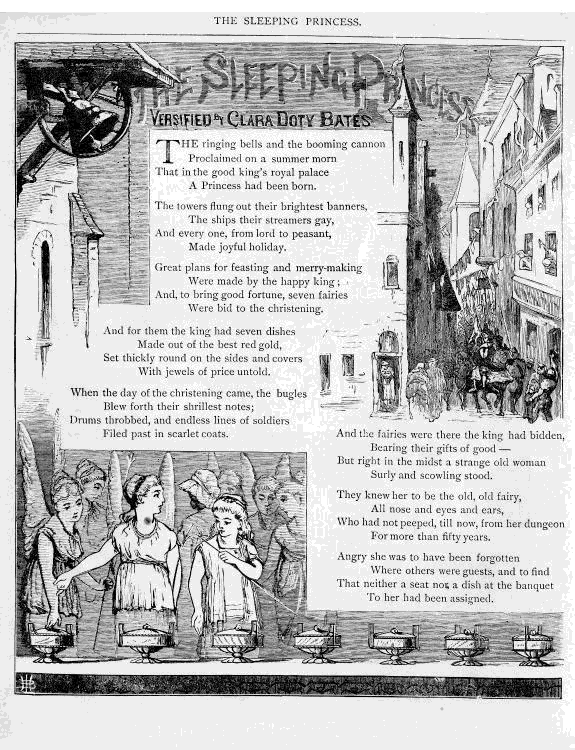 THE SLEEPING PRINCESS.
THE SLEEPING PRINCESS
VERSIFIED BY CLARA DOTY BATES
THE ringing bells and the booming cannon
Proclaimed on a summer morn
That in the good king's royal palace
A Princess had been born.
The towers flung out their brightest banners,
The ships their streamers gay,
And every one, from lord to peasant,
Made joyful holiday.
Great plans for feasting and merry-making
Were made by the happy king;
And, to bring good fortune, seven fairies
Were bid to the christening.
And for them the king had seven dishes
Made out of the best red gold,
Set thickly round on the sides and covers
With jewels of price untold.
When the day of the christening came, the bugles
Blew forth their shrillest notes;
Drums throbbed, and endless lines of soldiers
Filed past in scarlet coats.
And the fairies were there the king had bidden,
Bearing their gifts of good —
But right in the midst a strange old woman
Surly and scowling stood.
They knew her to be the old, old fairy,
All nose and eyes and ears,
Who had not peeped, till now, from her dungeon
For more than fifty years.
Angry she was to have been forgotten
Where others were guests, and to find
That neither a seat nor a dish at the banquet
To her had been assigned.